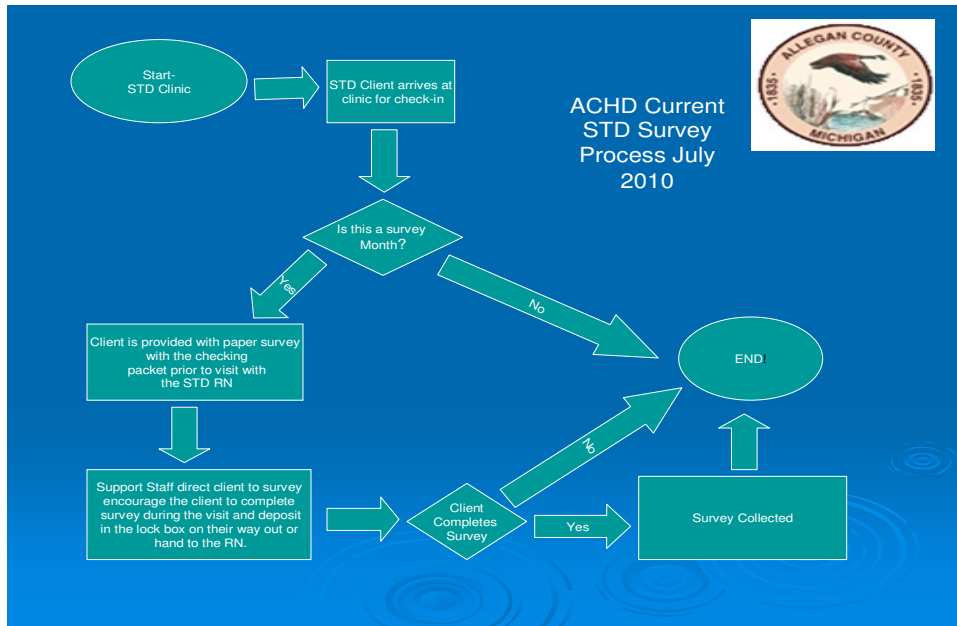 Start-
STD Clinic
STD Client arrives at
clinic for check-in
ACHD Current
STD Survey
Process July
2010
ALLEGAN COUNTY
1835
1835
MICHIGAN
Is this a survey
Month?
Yes
No
Client is provided with paper survey
with the checking
packet prior to visit with
the STD RN
END!
No
Support Staff direct client to survey
encourage the client to complete
survey during the visit and deposit
in the lock box on their way out or
hand to the RN.
Client
Completes
Survey
Yes
Survey Collected